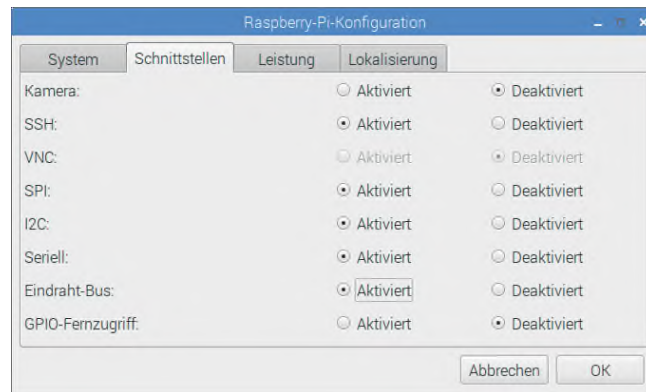 Raspberry-Pi-Konfiguration
System Schnittstellen Leistung Lokalisierung
Kamera: Aktiviert Deaktiviert
SSH: Aktiviert Deaktiviert
VNC: Aktiviert Deaktiviert
SPI: Aktiviert Deaktiviert
I2C: Aktiviert Deaktiviert
Seriell: Aktiviert Deaktiviert
Eindraht-Bus: Aktiviert Deaktiviert
GPIO-Fernzugriff: Aktiviert Deaktiviert
Abbrechen OK